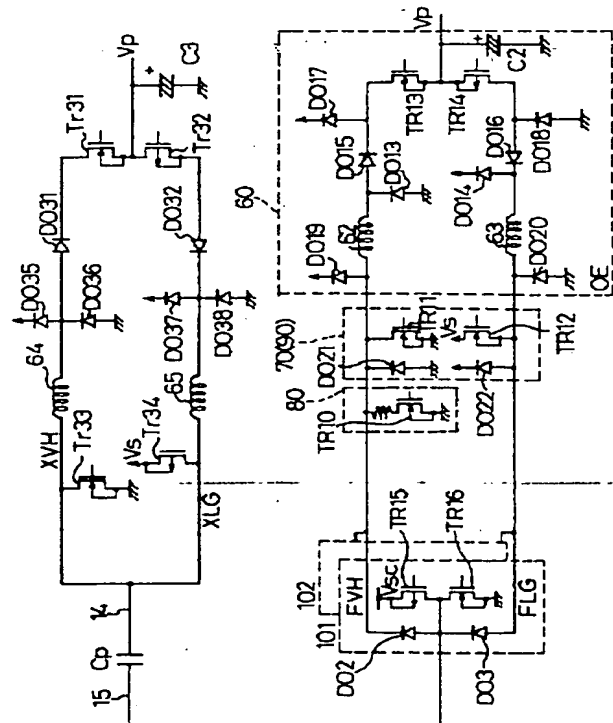 Vp
C3
+
Tr31
Tr32
DO31
DO32
DO35
DO36
DO37
DO38
64
65
XVH
XLG
Tr33
Tr34
Vs
14
Cp
15
Vp
C2
+
60
DO17
TR13
TR14
DO15
DO13
DO16
DO18
DO14
DO19
62
63
DO20
OE
70(90)
DO21
TR11
Vs
TR12
DO22
80
TR10
102
101
FVH
Vsc
TR15
TR16
FLG
DO2
DO3